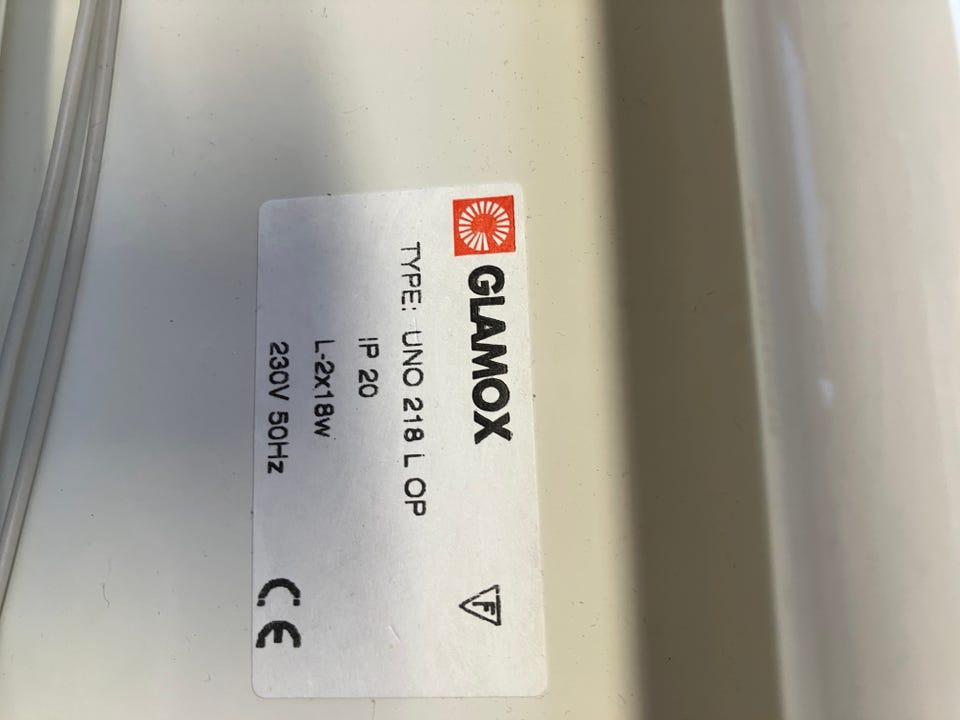 GLAMOX
TYPE: UNO 218 L OP
F
IP 20
L-2X18W
230V 50Hz
CE